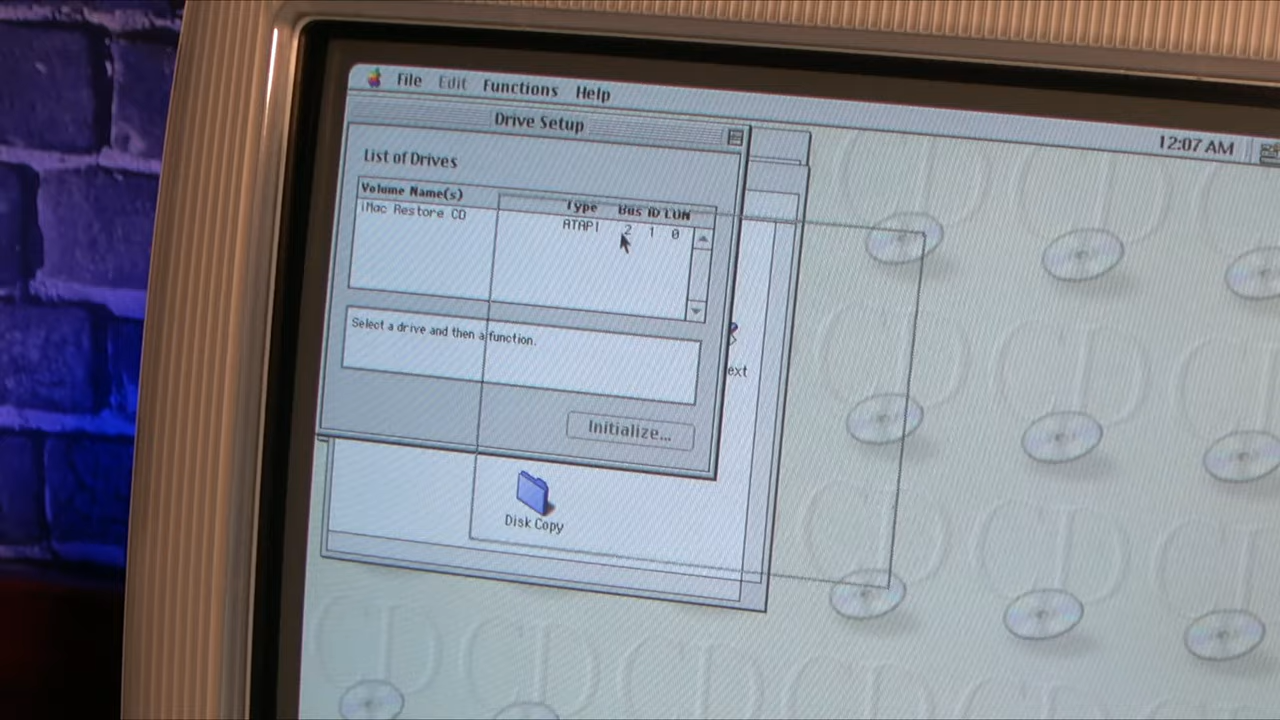 File Edit Functions Help
12:07 AM
Drive Setup
List of Drives
Volume Name(s) Type Bus ID LUN
iMac Restore CD ATAPI 2 1 0
Select a drive and then a function.
Initialize...
ext
Disk Copy